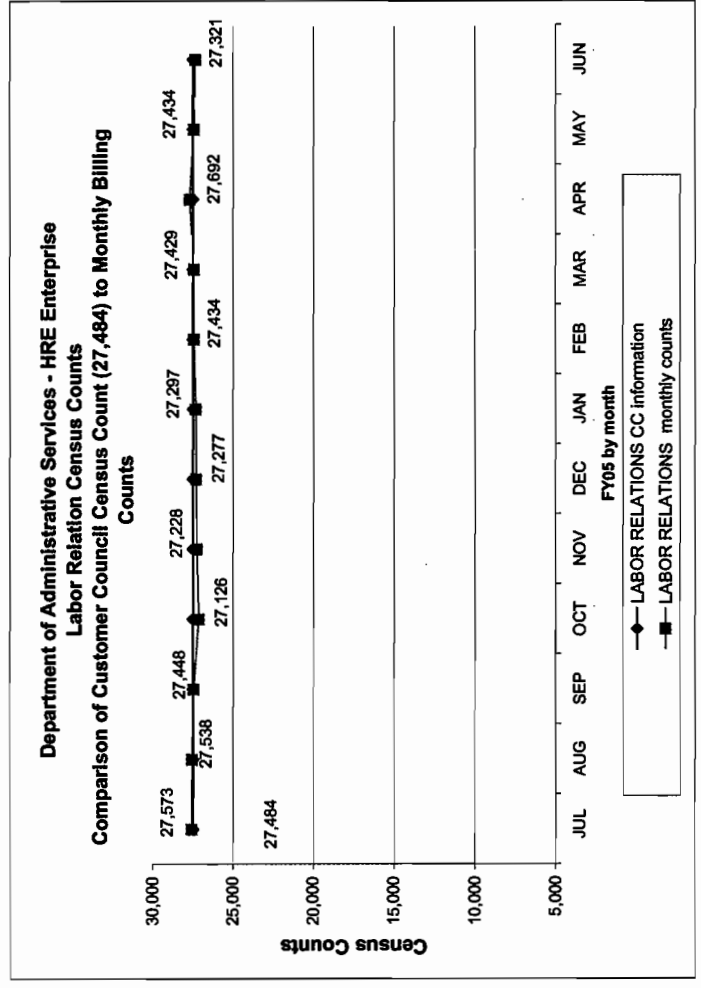 Department of Administrative Services - HRE Enterprise
Labor Relation Census Counts
Comparison of Customer Council Census Count (27,484) to Monthly Billing
Counts
30,000
25,000
20,000
15,000
10,000
5,000
Census Counts
27,573
27,538
27,448
27,126
27,228
27,277
27,297
27,434
27,429
27,692
27,434
27,321
27,484
JUL AUG SEP OCT NOV DEC JAN FEB MAR APR MAY JUN
FY05 by month
LABOR RELATIONS CC information
LABOR RELATIONS monthly counts